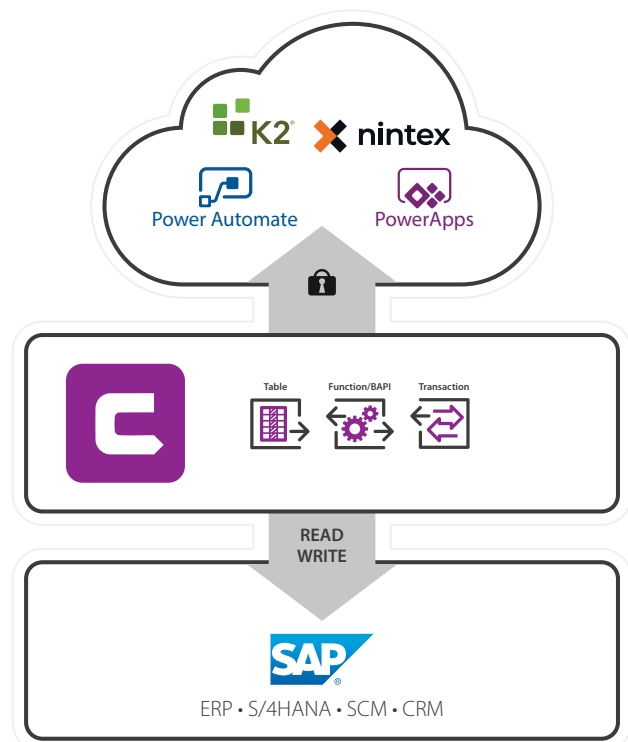 K2®
nintex
Power Automate
PowerApps
Table
Function/BAPI
Transaction
READ
WRITE
SAP®
ERP • S/4HANA • SCM • CRM